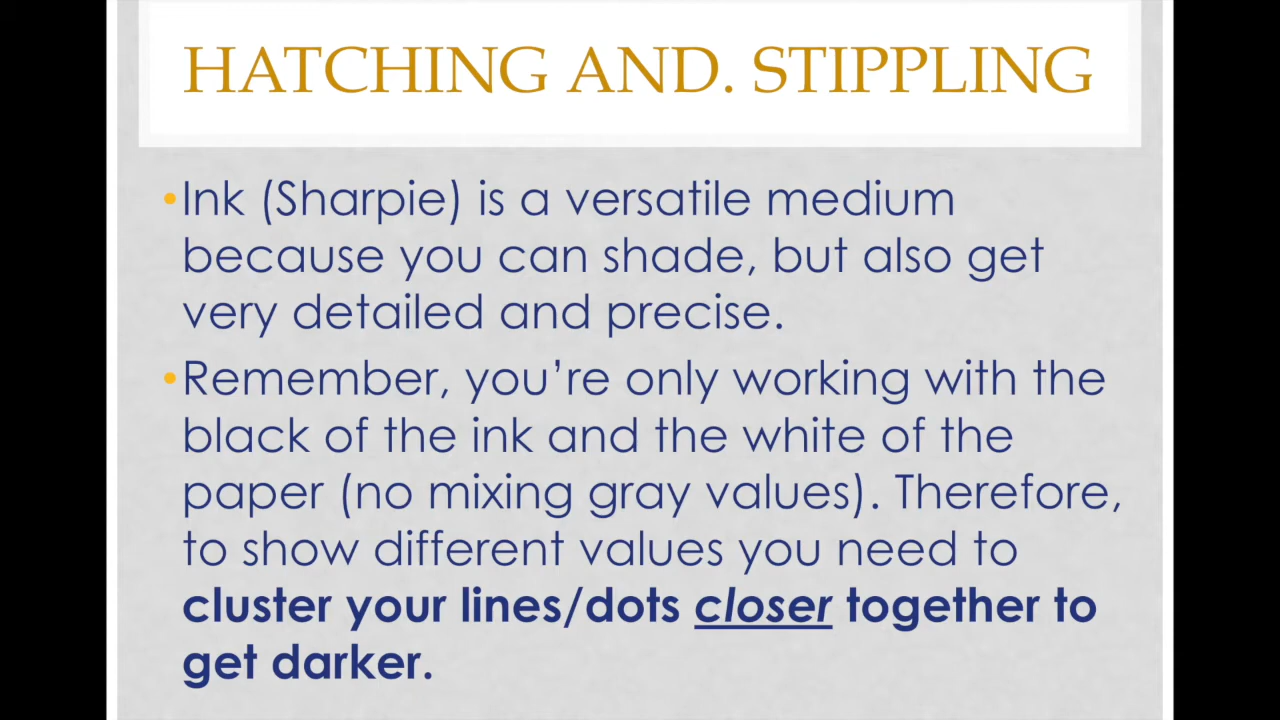 HATCHING AND. STIPPLING
•Ink (Sharpie) is a versatile medium
because you can shade, but also get
very detailed and precise.
•Remember, you’re only working with the
black of the ink and the white of the
paper (no mixing gray values). Therefore,
to show different values you need to
cluster your lines/dots closer together to
get darker.